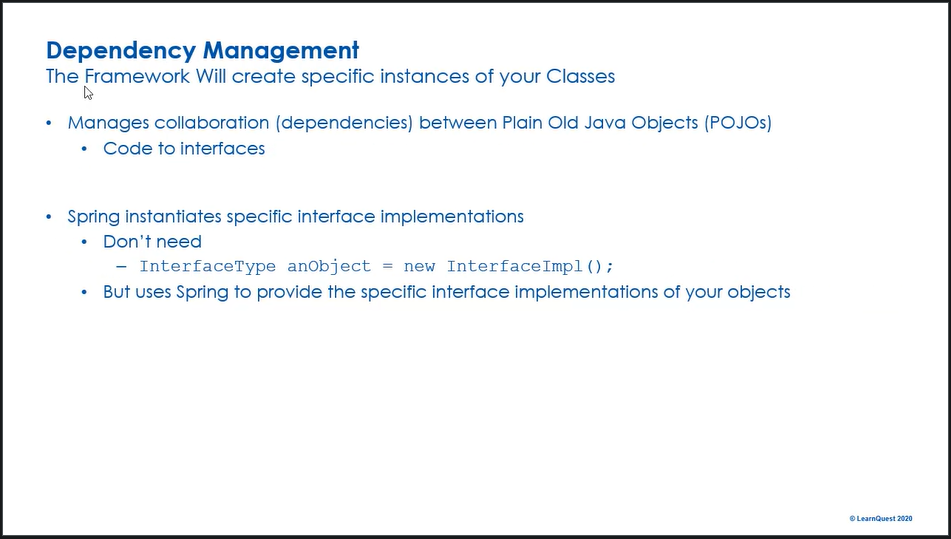 Dependency Management
The Framework Will create specific instances of your Classes
• Manages collaboration (dependencies) between Plain Old Java Objects (POJOs)
• Code to interfaces
• Spring instantiates specific interface implementations
• Don't need
– InterfaceType anObject = new InterfaceImpl();
• But uses Spring to provide the specific interface implementations of your objects
© LearnQuest 2020